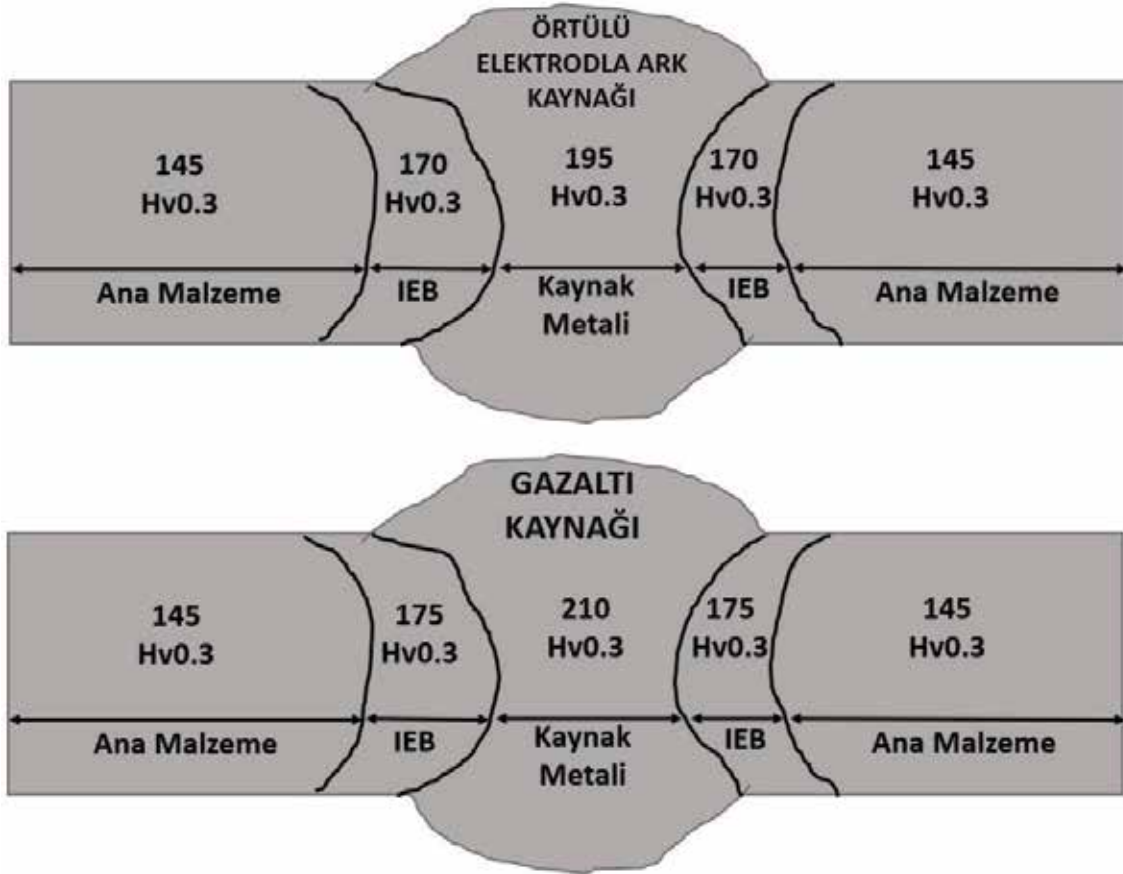 ÖRTÜLÜ
ELEKTRODLA ARK
KAYNAĞI
145 170 195 170 145
Hv0.3 Hv0.3 Hv0.3 Hv0.3 Hv0.3
Ana Malzeme IEB Kaynak IEB Ana Malzeme
Metali
GAZALTI
KAYNAĞI
145 175 210 175 145
Hv0.3 Hv0.3 Hv0.3 Hv0.3 Hv0.3
Ana Malzeme IEB Kaynak IEB Ana Malzeme
Metali